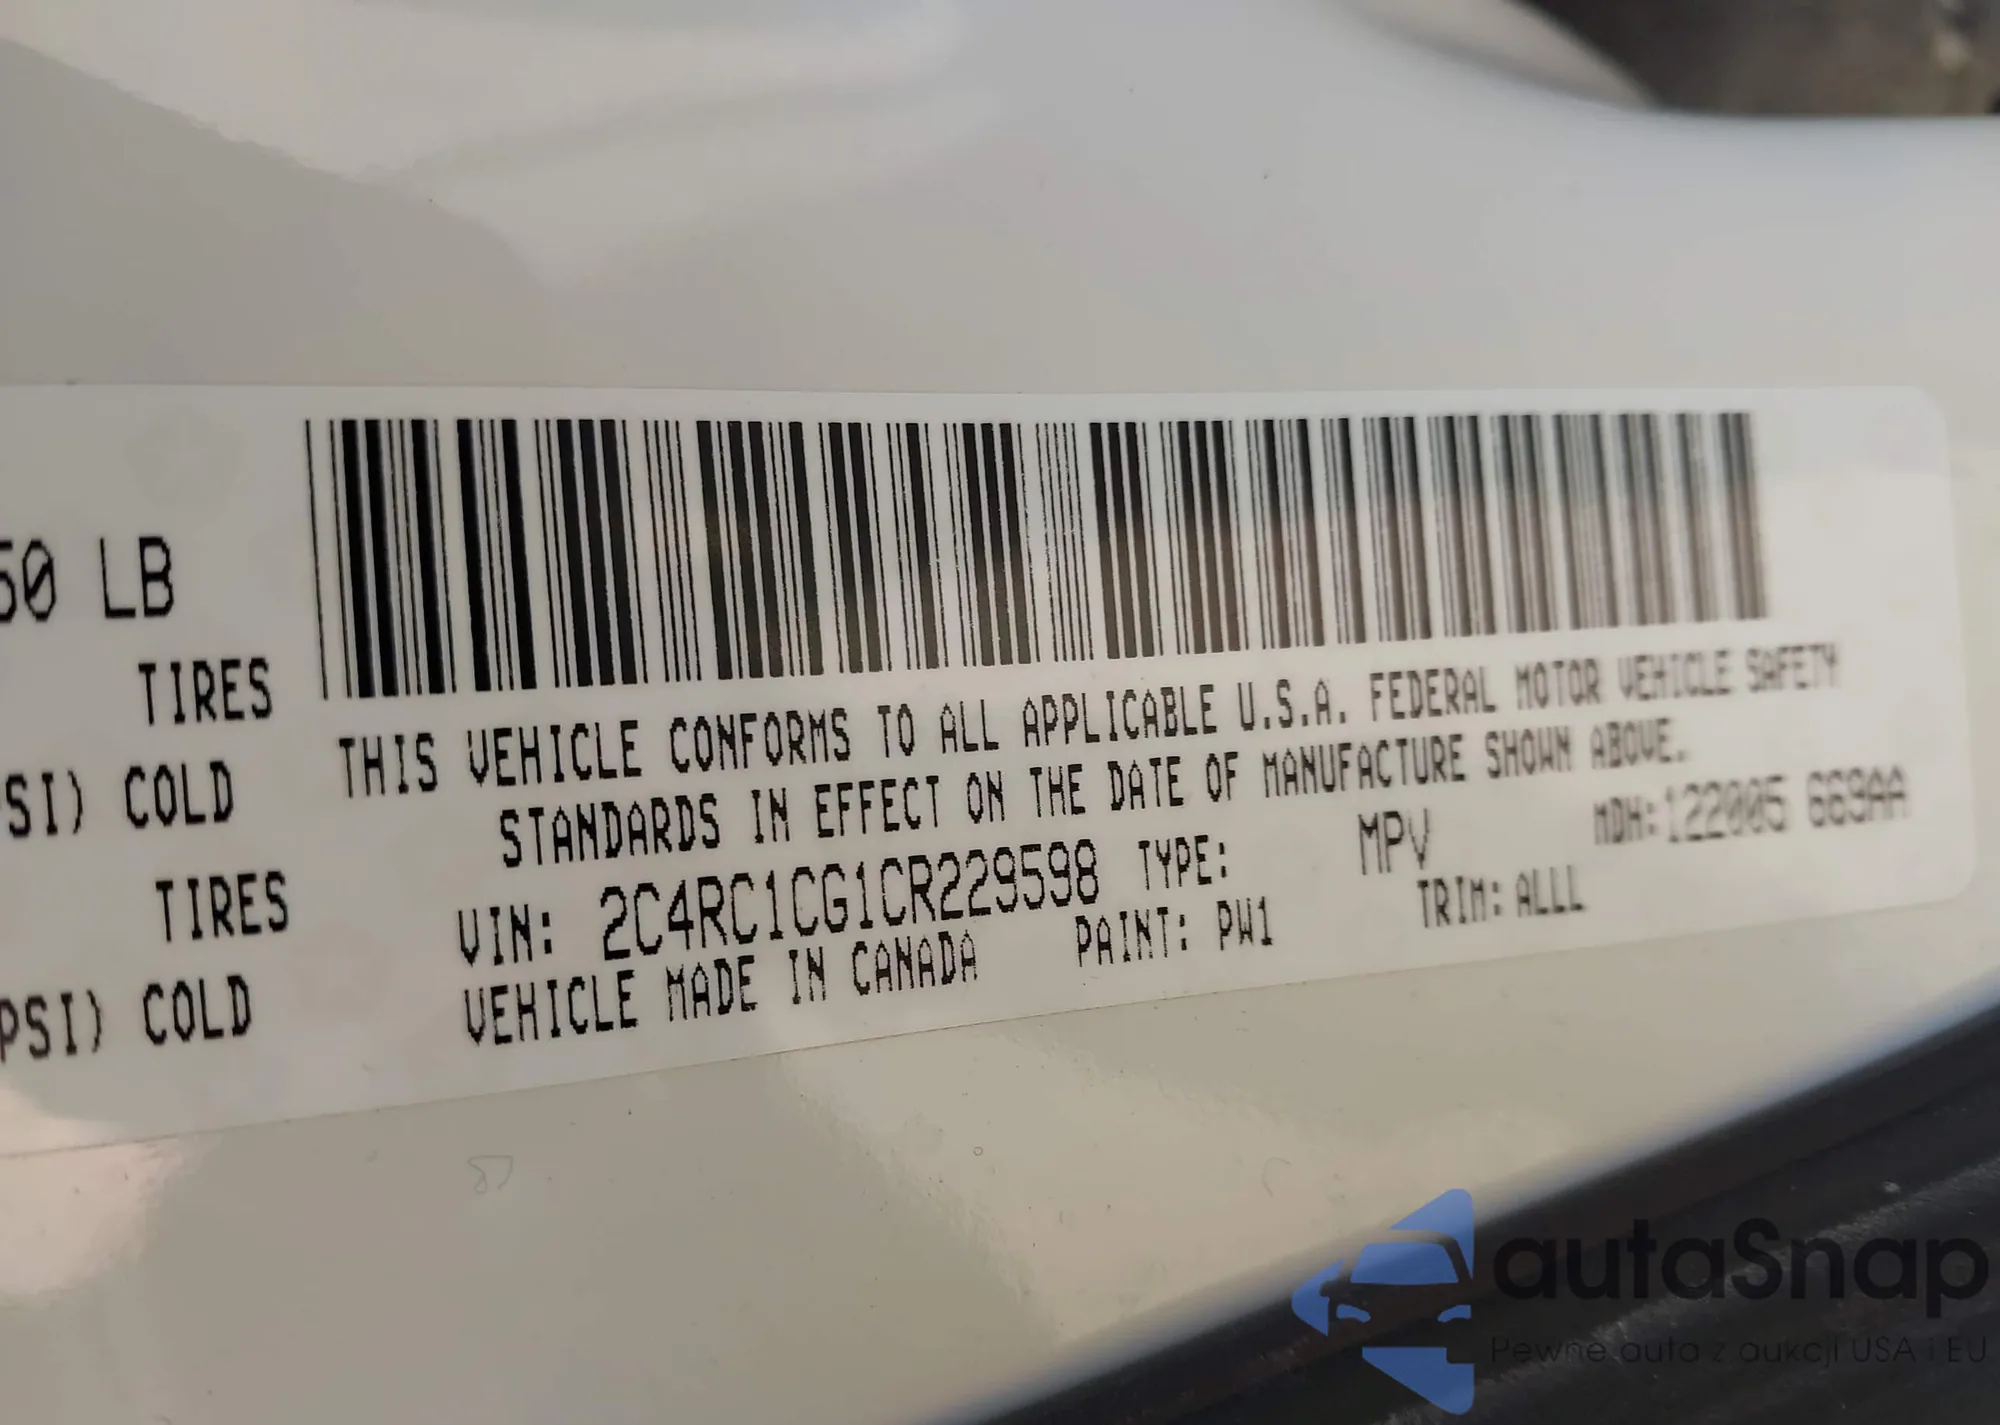 50 LB
TIRES
SI) COLD
TIRES
PSI) COLD
THIS VEHICLE CONFORMS TO ALL APPLICABLE U.S.A. FEDERAL MOTOR VEHICLE SAFETY
STANDARDS IN EFFECT ON THE DATE OF MANUFACTURE SHOWN ABOVE.
VIN: 2C4RC1CG1CR229598 TYPE: MPV MDH:122005 669AA
VEHICLE MADE IN CANADA PAINT: PW1 TRIM: ALLL
autaSnap
Pewne auta z aukcji USA i EU